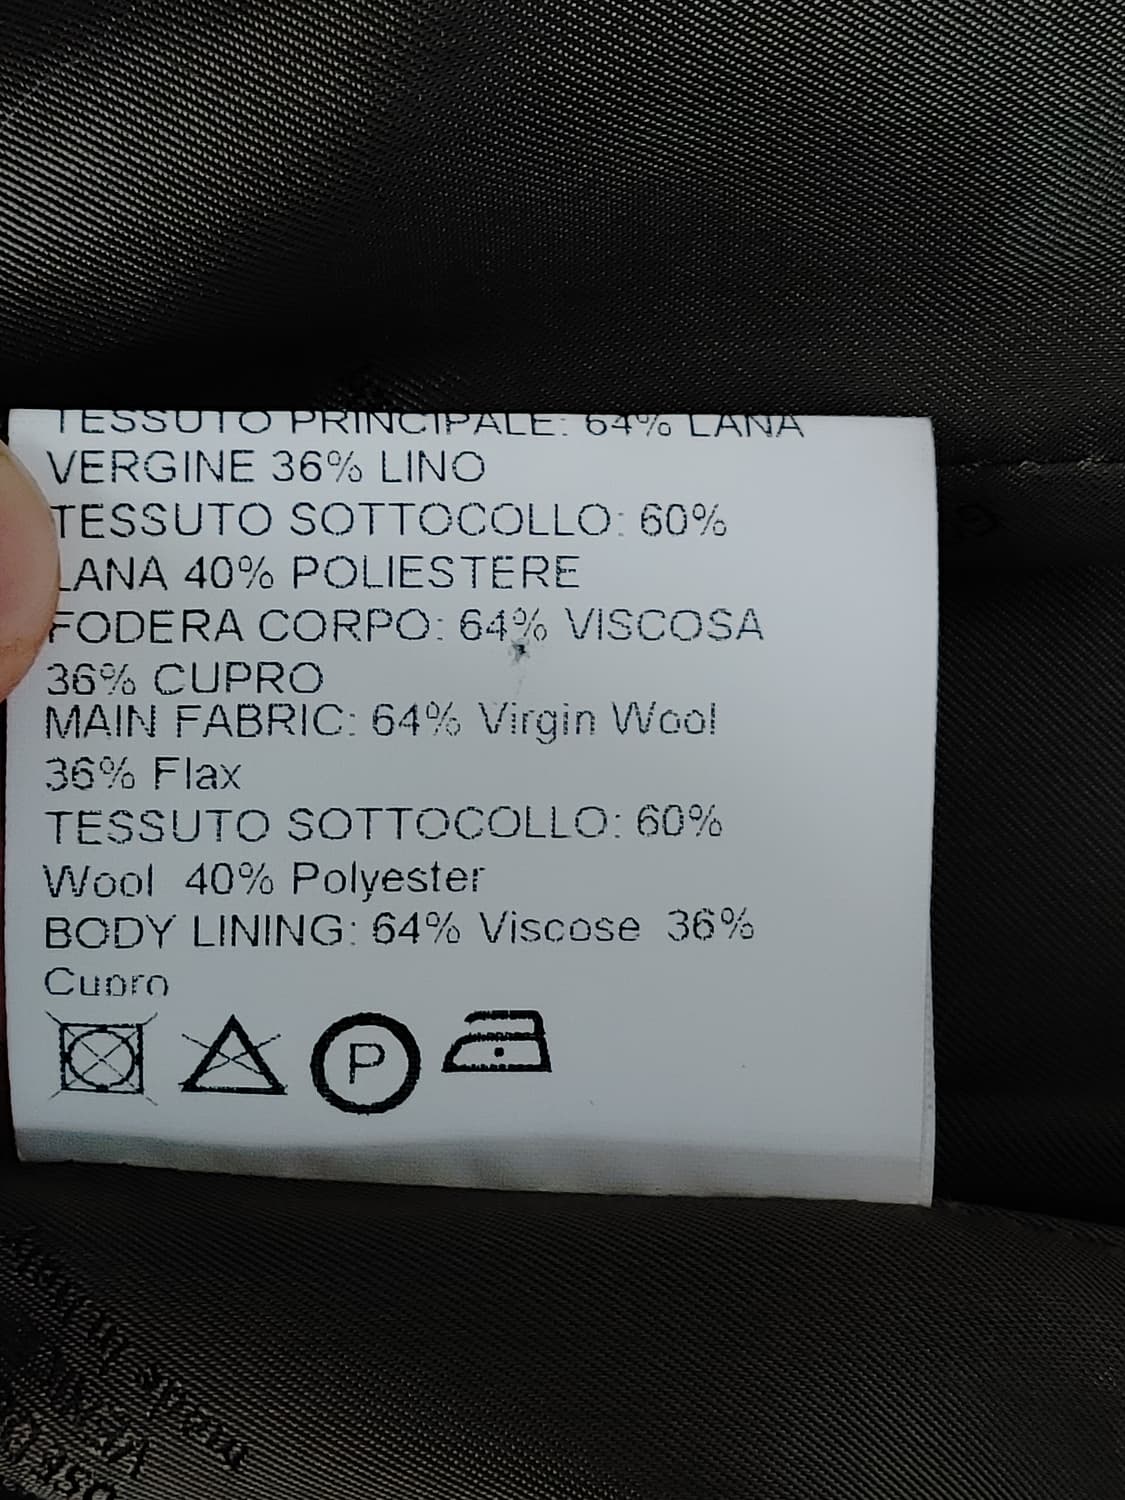 TESSUTO PRINCIPALE: 64% LANA
VERGINE 36% LINO
TESSUTO SOTTOCOLLO: 60%
LANA 40% POLIESTERE
FODERA CORPO: 64% VISCOSA
36% CUPRO
MAIN FABRIC: 64% Virgin Wool
36% Flax
TESSUTO SOTTOCOLLO: 60%
Wool 40% Polyester
BODY LINING: 64% Viscose 36%
Cupro
P